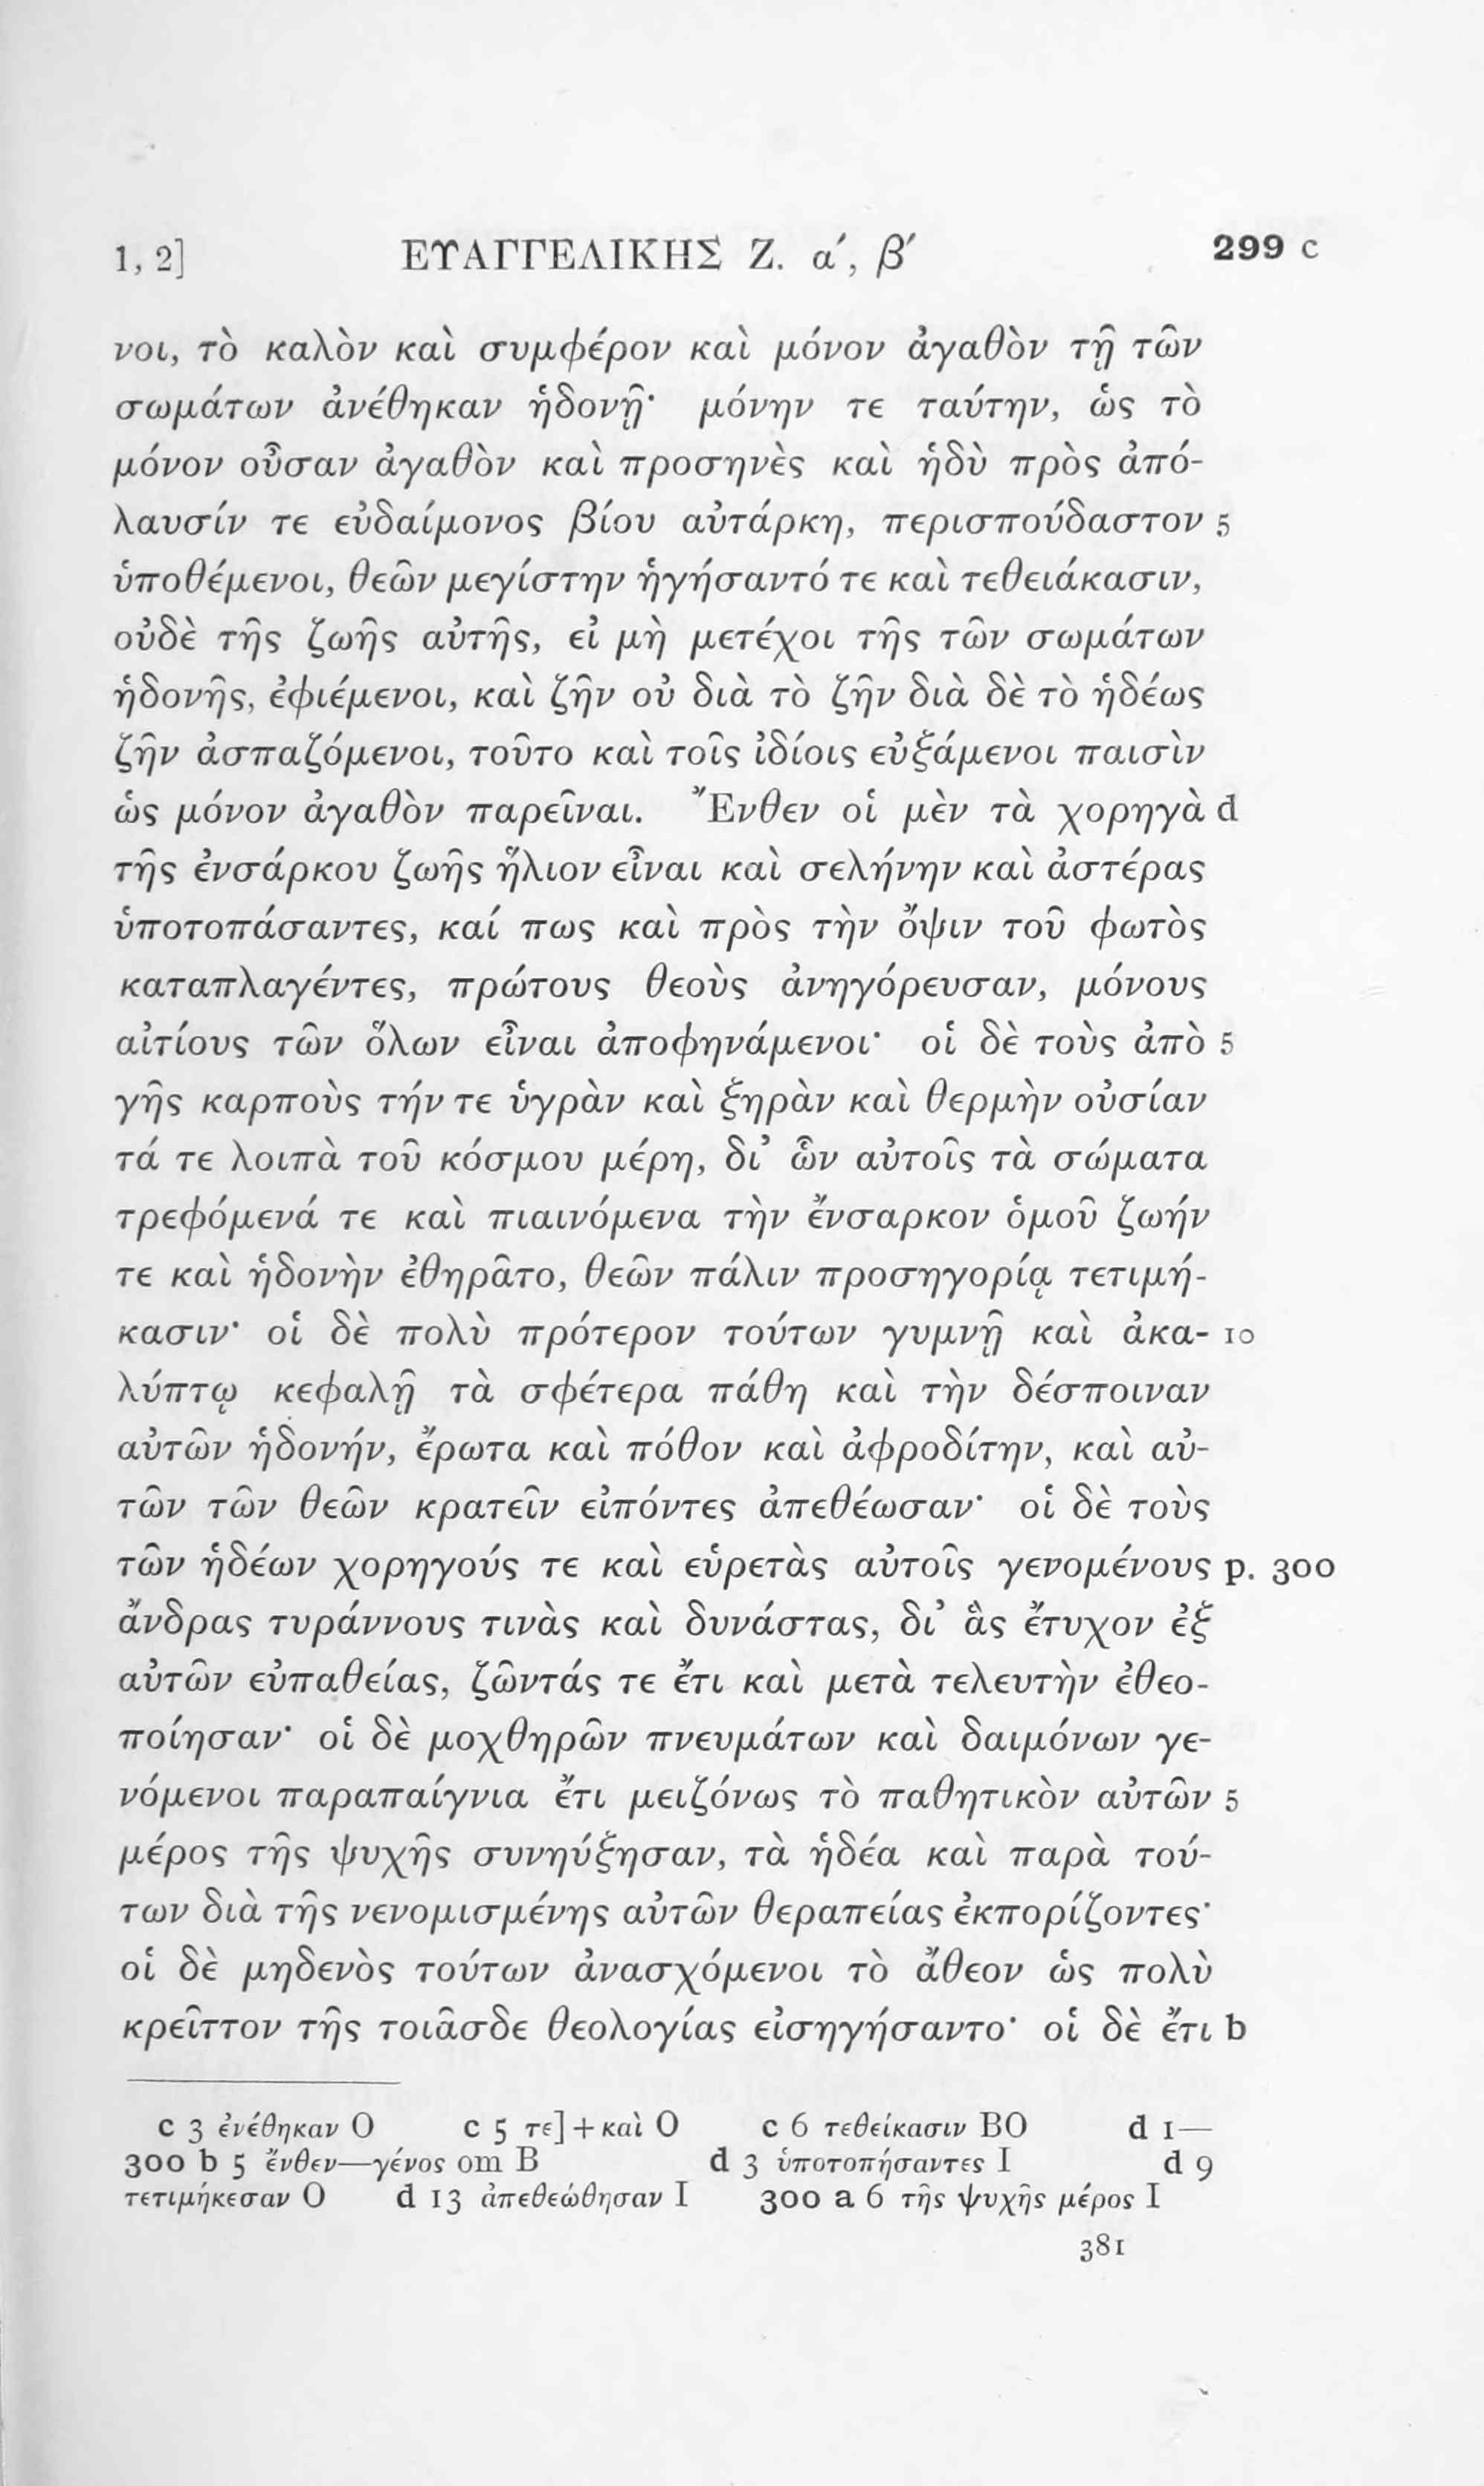 1, 2] ΕΥΑΓΓΕΛΙΚΗΣ Ζ. α´, β´ 299 c
νοι, τὸ καλὸν καὶ συμφέρον καὶ μόνον ἀγαθὸν τῇ τῶν
σωμάτων ἀνέθηκαν ἡδονῇ· μόνην τε ταύτην, ὡς τὸ
μόνον οὖσαν ἀγαθὸν καὶ προσηνὲς καὶ ἡδὺ πρὸς ἀπό-
λαυσίν τε εὐδαίμονος βίου αὐτάρκη, περισπούδαστον 5
ὑποθέμενοι, θεῶν μεγίστην ἡγήσαντό τε καὶ τεθειάκασιν,
οὐδὲ τῆς ζωῆς αὐτῆς, εἰ μὴ μετέχοι τῆς τῶν σωμάτων
ἡδονῆς, ἐφιέμενοι, καὶ ζῆν οὐ διὰ τὸ ζῆν διὰ δὲ τὸ ἡδέως
ζῆν ἀσπαζόμενοι, τοῦτο καὶ τοῖς ἰδίοις εὐξάμενοι παισὶν
ὡς μόνον ἀγαθὸν παρεῖναι. Ἔνθεν οἱ μὲν τὰ χορηγὰ d
τῆς ἐνσάρκου ζωῆς ἥλιον εἶναι καὶ σελήνην καὶ ἀστέρας
ὑποτοπάσαντες, καί πως καὶ πρὸς τὴν ὄψιν τοῦ φωτὸς
καταπλαγέντες, πρώτους θεοὺς ἀνηγόρευσαν, μόνους
αἰτίους τῶν ὅλων εἶναι ἀποφηνάμενοι· οἱ δὲ τοὺς ἀπὸ 5
γῆς καρποὺς τήν τε ὑγρὰν καὶ ξηρὰν καὶ θερμὴν οὐσίαν
τά τε λοιπὰ τοῦ κόσμου μέρη, δι’ ὧν αὐτοῖς τὰ σώματα
τρεφόμενά τε καὶ πιαινόμενα τὴν ἔνσαρκον ὁμοῦ ζωήν
τε καὶ ἡδονὴν ἐθηρᾶτο, θεῶν πάλιν προσηγορίᾳ τετιμή-
κασιν· οἱ δὲ πολὺ πρότερον τούτων γυμνῇ καὶ ἀκα- 10
λύπτῳ κεφαλῇ τὰ σφέτερα πάθη καὶ τὴν δέσποιναν
αὐτῶν ἡδονήν, ἔρωτα καὶ πόθον καὶ ἀφροδίτην, καὶ αὐ-
τῶν τῶν θεῶν κρατεῖν εἰπόντες ἀπεθέωσαν· οἱ δὲ τοὺς
τῶν ἡδέων χορηγούς τε καὶ εὑρετὰς αὐτοῖς γενομένους p. 300
ἄνδρας τυράννους τινὰς καὶ δυνάστας, δι’ ἃς ἔτυχον ἐξ
αὐτῶν εὐπαθείας, ζῶντάς τε ἔτι καὶ μετὰ τελευτὴν ἐθεο-
ποίησαν· οἱ δὲ μοχθηρῶν πνευμάτων καὶ δαιμόνων γε-
νόμενοι παραπαίγνια ἔτι μειζόνως τὸ παθητικὸν αὐτῶν 5
μέρος τῆς ψυχῆς συνηύξησαν, τὰ ἡδέα καὶ παρὰ τού-
των διὰ τῆς νενομισμένης αὐτῶν θεραπείας ἐκπορίζοντες·
οἱ δὲ μηδενὸς τούτων ἀνασχόμενοι τὸ ἄθεον ὡς πολὺ
κρεῖττον τῆς τοιᾶσδε θεολογίας εἰσηγήσαντο· οἱ δὲ ἔτι b
c 3 ἐνέθηκαν O c 5 τε]+καὶ O c 6 τεθείκασιν BO d 1—
300 b 5 ἔνθεν—γένος om B d 3 ὑποτοπήσαντες I d 9
τετιμήκεσαν O d 13 ἀπεθεώθησαν I 300 a 6 τῆς ψυχῆς μέρος I
381